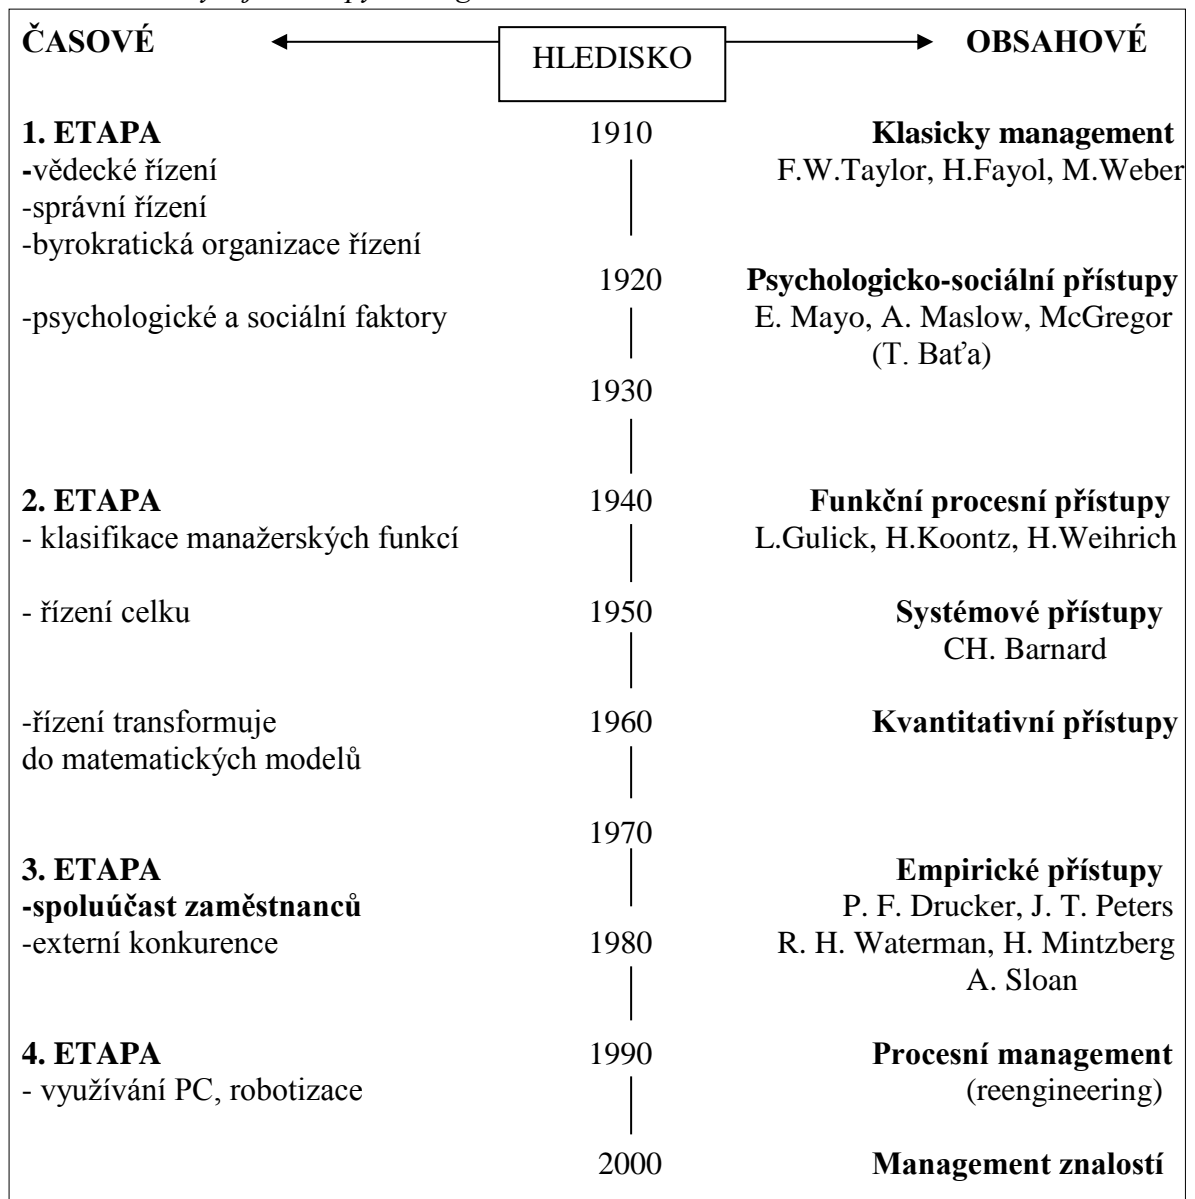 ČASOVÉ HLEDISKO OBSAHOVÉ
1. ETAPA 1910 Klasicky management
-vědecké řízení F.W.Taylor, H.Fayol, M.Weber
-správní řízení
-byrokratická organizace řízení
1920 Psychologicko-sociální přístupy
-psychologické a sociální faktory E. Mayo, A. Maslow, McGregor
(T. Baťa)
1930
2. ETAPA 1940 Funkční procesní přístupy
- klasifikace manažerských funkcí L.Gulick, H.Koontz, H.Weihrich
- řízení celku 1950 Systémové přístupy
CH. Barnard
-řízení transformuje 1960 Kvantitativní přístupy
do matematických modelů
1970
3. ETAPA Empirické přístupy
-spoluúčast zaměstnanců P. F. Drucker, J. T. Peters
-externí konkurence 1980 R. H. Waterman, H. Mintzberg
A. Sloan
4. ETAPA 1990 Procesní management
- využívání PC, robotizace (reengineering)
2000 Management znalostí